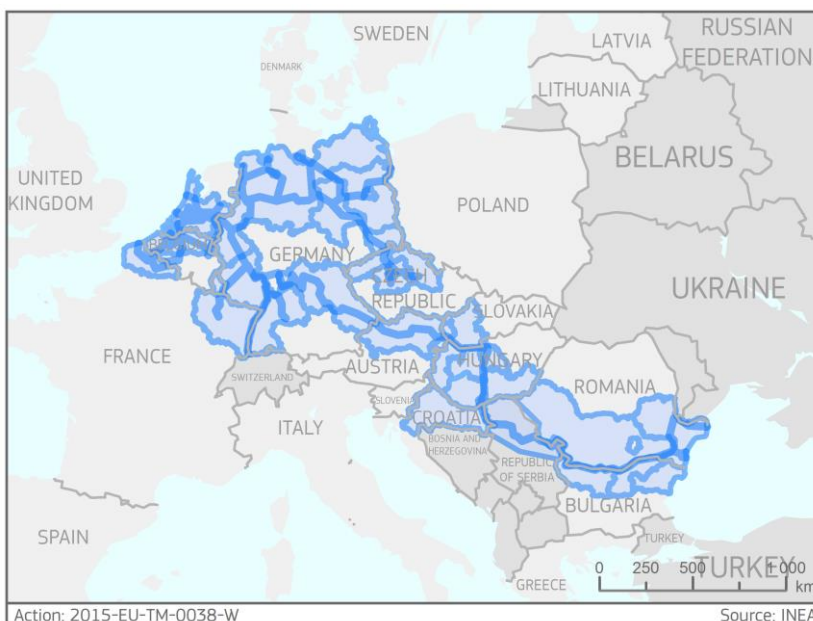 SWEDEN
LATVIA
RUSSIAN
FEDERATION
DENMARK
LITHUANIA
UNITED
KINGDOM
BELARUS
POLAND
GERMANY
UKRAINE
REPUBLIC
SLOVAKIA
FRANCE
AUSTRIA
HUNGARY
SWITZERLAND
ROMANIA
SLOVENIA
CROATIA
ITALY
BOSNIA AND
HERZEGOVINA
REPUBLIC
OF SERBIA
BULGARIA
SPAIN
TURKEY
TURKEY
GREECE
0 250 500 1 000
km
Action: 2015-EU-TM-0038-W
Source: INEA